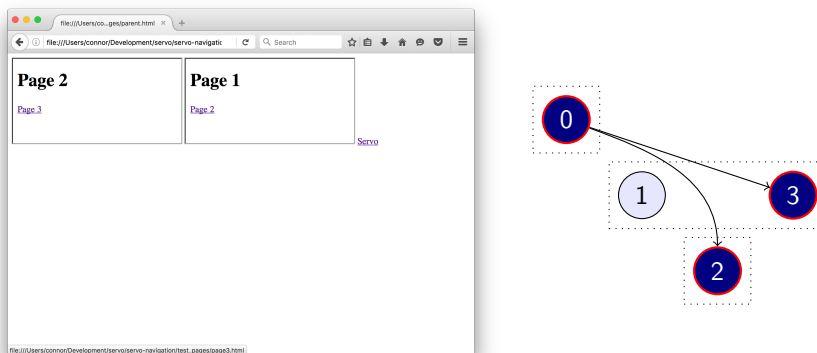 file:///Users/co...ges/parent.html × +
file:///Users/connor/Development/servo/servo-navigatic Search
Page 2
Page 3
Page 1
Page 2
Servo
file:///Users/connor/Development/servo/servo-navigation/test_pages/page3.html
0
1
3
2